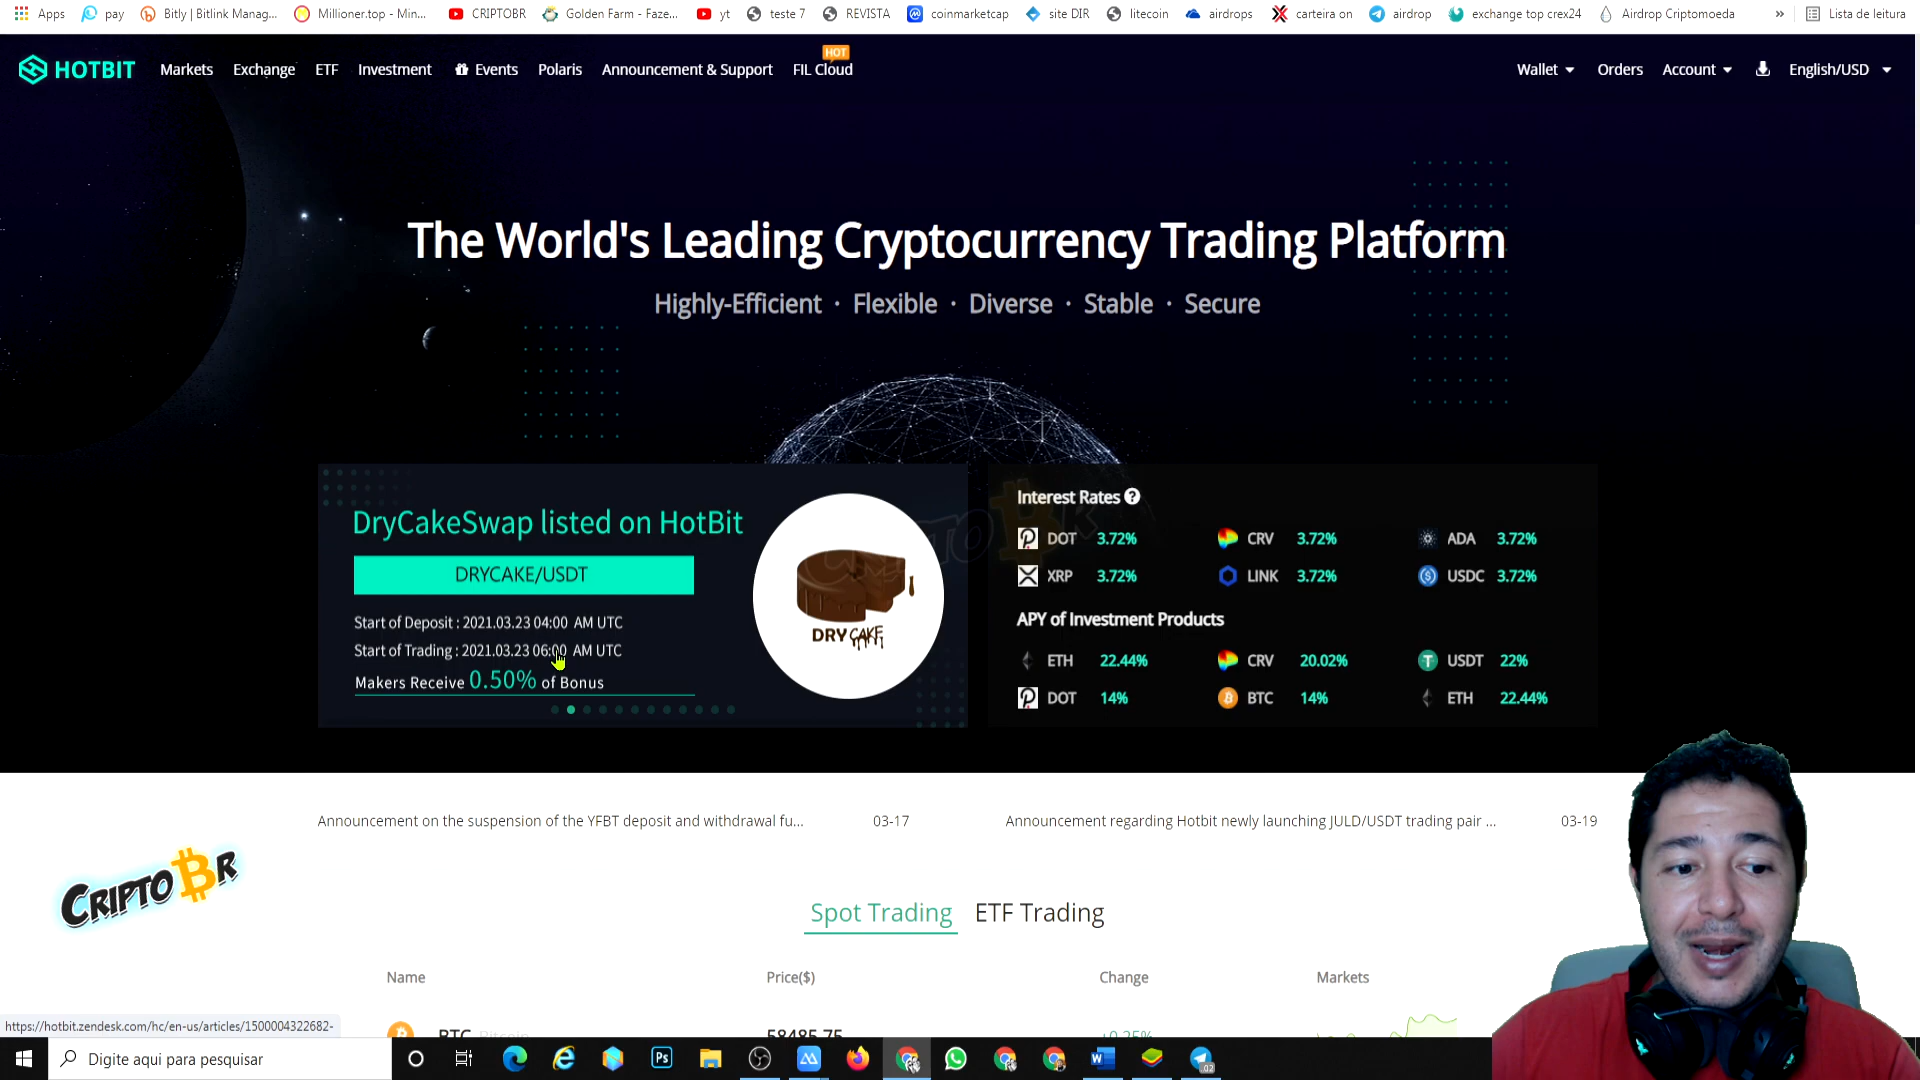 Apps pay Bitly | Bitlink Manag... Millioner.top - Min... CRIPTOBR Golden Farm - Faze... yt teste 7 REVISTA coinmarketcap site DIR litecoin airdrops carteira on airdrop exchange top crex24 Airdrop Criptomoeda » Lista de leitura
HOT
HOTBIT Markets Exchange ETF Investment Events Polaris Announcement & Support FIL Cloud Wallet Orders Account English/USD
The World's Leading Cryptocurrency Trading Platform
Highly-Efficient · Flexible · Diverse · Stable · Secure
DryCakeSwap listed on HotBit
DRYCAKE/USDT
Start of Deposit : 2021.03.23 04:00 AM UTC
Start of Trading : 2021.03.23 06:00 AM UTC
Makers Receive 0.50% of Bonus
DRY CAKE
Interest Rates ?
DOT 3.72% CRV 3.72% ADA 3.72%
XRP 3.72% LINK 3.72% USDC 3.72%
APY of Investment Products
ETH 22.44% CRV 20.02% USDT 22%
DOT 14% BTC 14% ETH 22.44%
Announcement on the suspension of the YFBT deposit and withdrawal fu... 03-17 Announcement regarding Hotbit newly launching JULD/USDT trading pair ... 03-19
CRIPTOBR
Spot Trading ETF Trading
Name Price($) Change Markets
BTC Bitcoin 58485.75 +0.25%
https://hotbit.zendesk.com/hc/en-us/articles/1500004322682-
Digite aqui para pesquisar
Ps
W
02